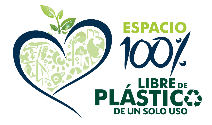 ESPACIO
100%
LIBRE DE
PLÁSTICO
DE UN SOLO USO